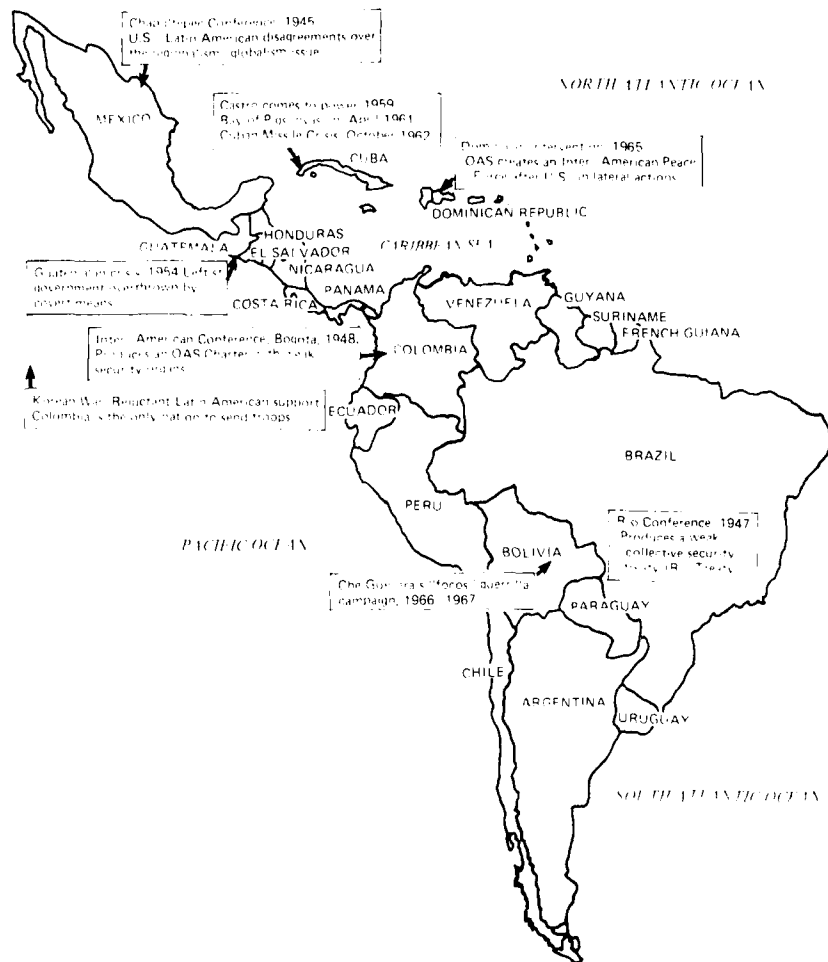 Conference, 1945
U.S. Latin American disagreements over
the regionalism globalism issue
NORTH ATLANTIC OCEAN
MEXICO
Castro comes to power, 1959
Bay of Pigs invasion, April 1961
Cuban Missile Crisis, October 1962
CUBA
intervention, 1965
OAS creates an Inter-American Peace
Force after U.S. unilateral actions
DOMINICAN REPUBLIC
HONDURAS
GUATEMALA
EL SALVADOR
CARIBBEAN SEA
NICARAGUA
Guatemalan crisis, 1954 Leftist
government overthrown by
covert means
COSTA RICA
PANAMA
VENEZUELA
GUYANA
SURINAME
FRENCH GUIANA
Inter-American Conference, Bogota, 1948.
Produces an OAS Charter with weak
security
COLOMBIA
Korean War Reluctant Latin American support
Colombia is the only nation to send troops
ECUADOR
BRAZIL
PERU
PACIFIC OCEAN
BOLIVIA
Rio Conference, 1947
Produces a weak
collective security
treaty Treaty
Che Guevara's "focos" guerrilla
campaign, 1966 1967
PARAGUAY
CHILE
ARGENTINA
URUGUAY
SOUTH ATLANTIC OCEAN